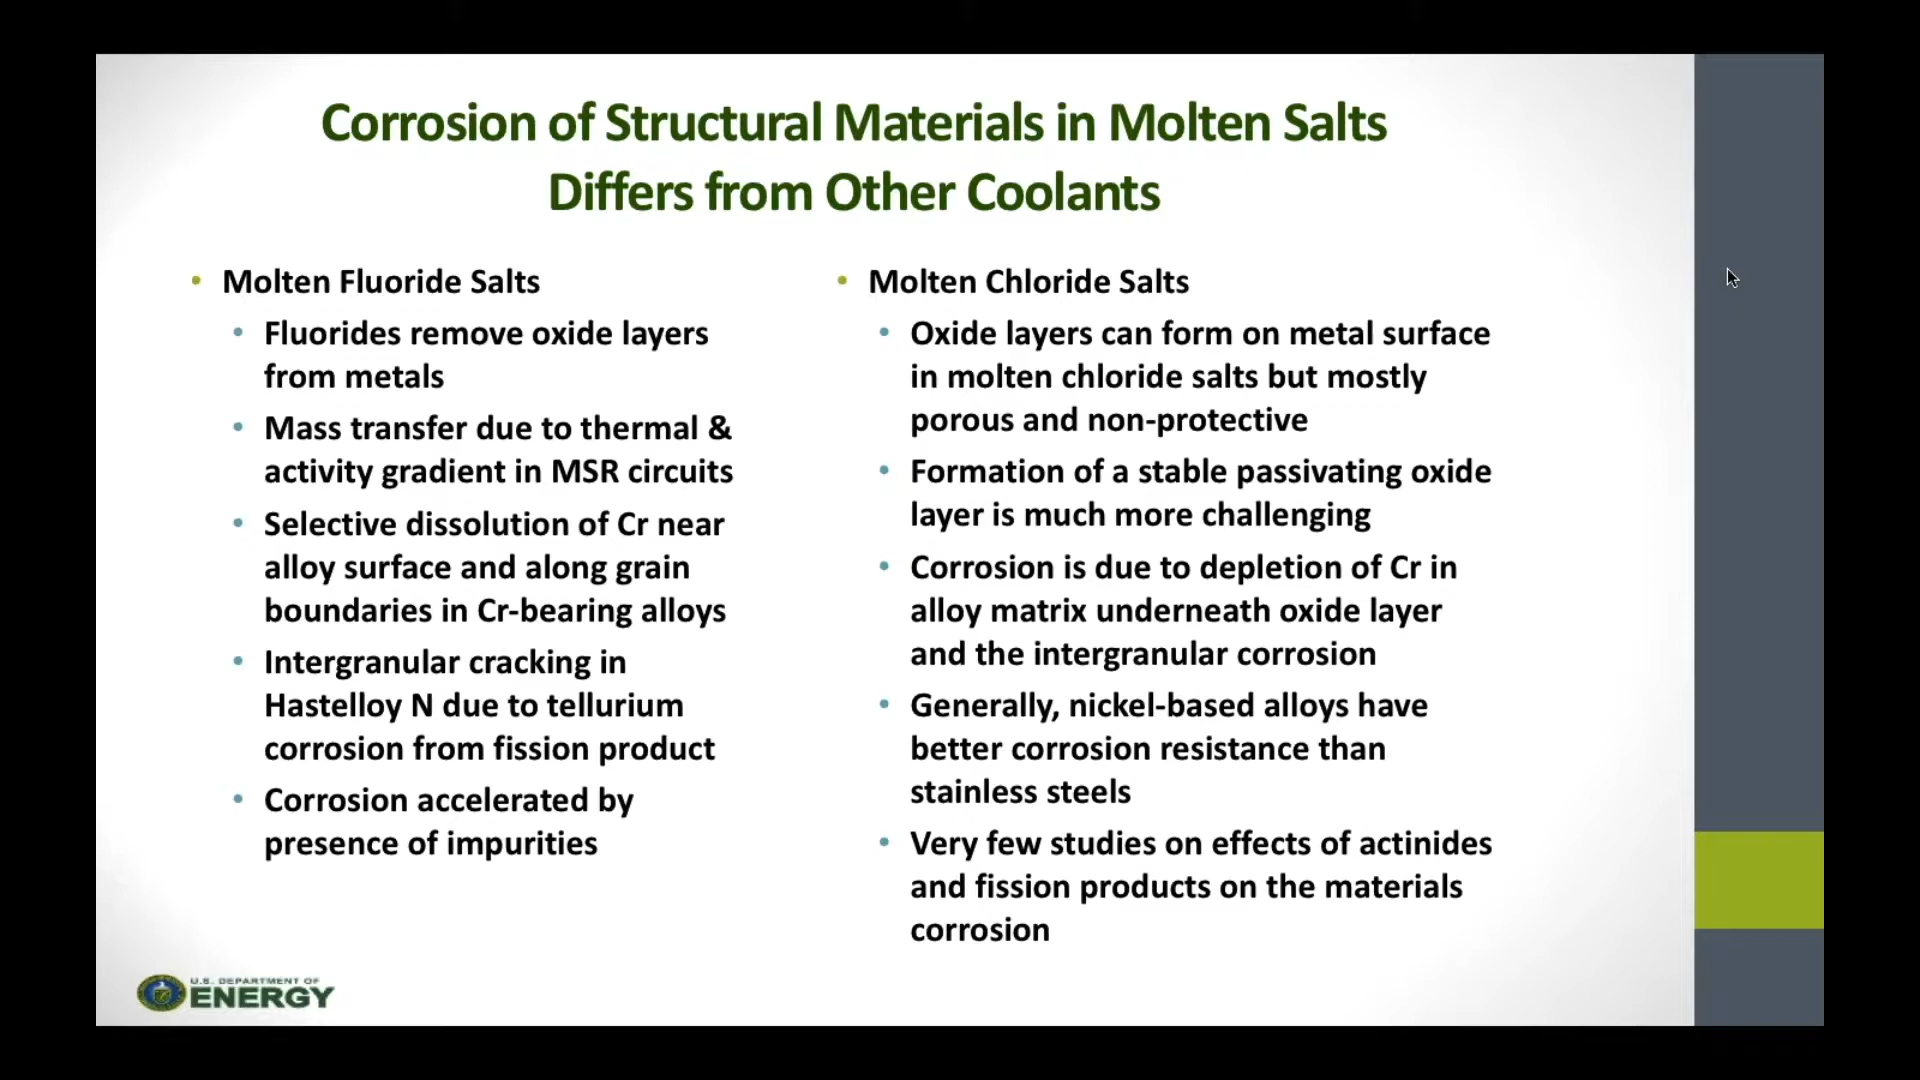 Corrosion of Structural Materials in Molten Salts
Differs from Other Coolants
• Molten Fluoride Salts
• Fluorides remove oxide layers
from metals
• Mass transfer due to thermal &
activity gradient in MSR circuits
• Selective dissolution of Cr near
alloy surface and along grain
boundaries in Cr-bearing alloys
• Intergranular cracking in
Hastelloy N due to tellurium
corrosion from fission product
• Corrosion accelerated by
presence of impurities
• Molten Chloride Salts
• Oxide layers can form on metal surface
in molten chloride salts but mostly
porous and non-protective
• Formation of a stable passivating oxide
layer is much more challenging
• Corrosion is due to depletion of Cr in
alloy matrix underneath oxide layer
and the intergranular corrosion
• Generally, nickel-based alloys have
better corrosion resistance than
stainless steels
• Very few studies on effects of actinides
and fission products on the materials
corrosion
U.S. DEPARTMENT OF
ENERGY